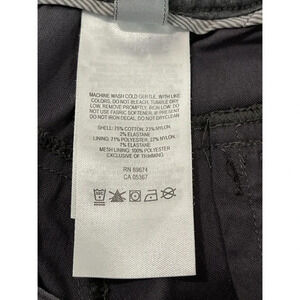 MACHINE WASH COLD GENTLE, WITH LIKE
COLORS. DO NOT BLEACH. TUMBLE DRY
LOW, REMOVE PROMPTLY. IRON LOW. DO
NOT USE FABRIC SOFTENER. IF PRESENT,
DO NOT IRON DECAL. DO NOT DRY CLEAN.
SHELL: 75% COTTON, 23% NYLON,
2% ELASTANE
LINING: 71% POLYESTER, 22% NYLON,
7% ELASTANE
MESH LINING: 100% POLYESTER
EXCLUSIVE OF TRIMMING.
RN 89674
CA 05367